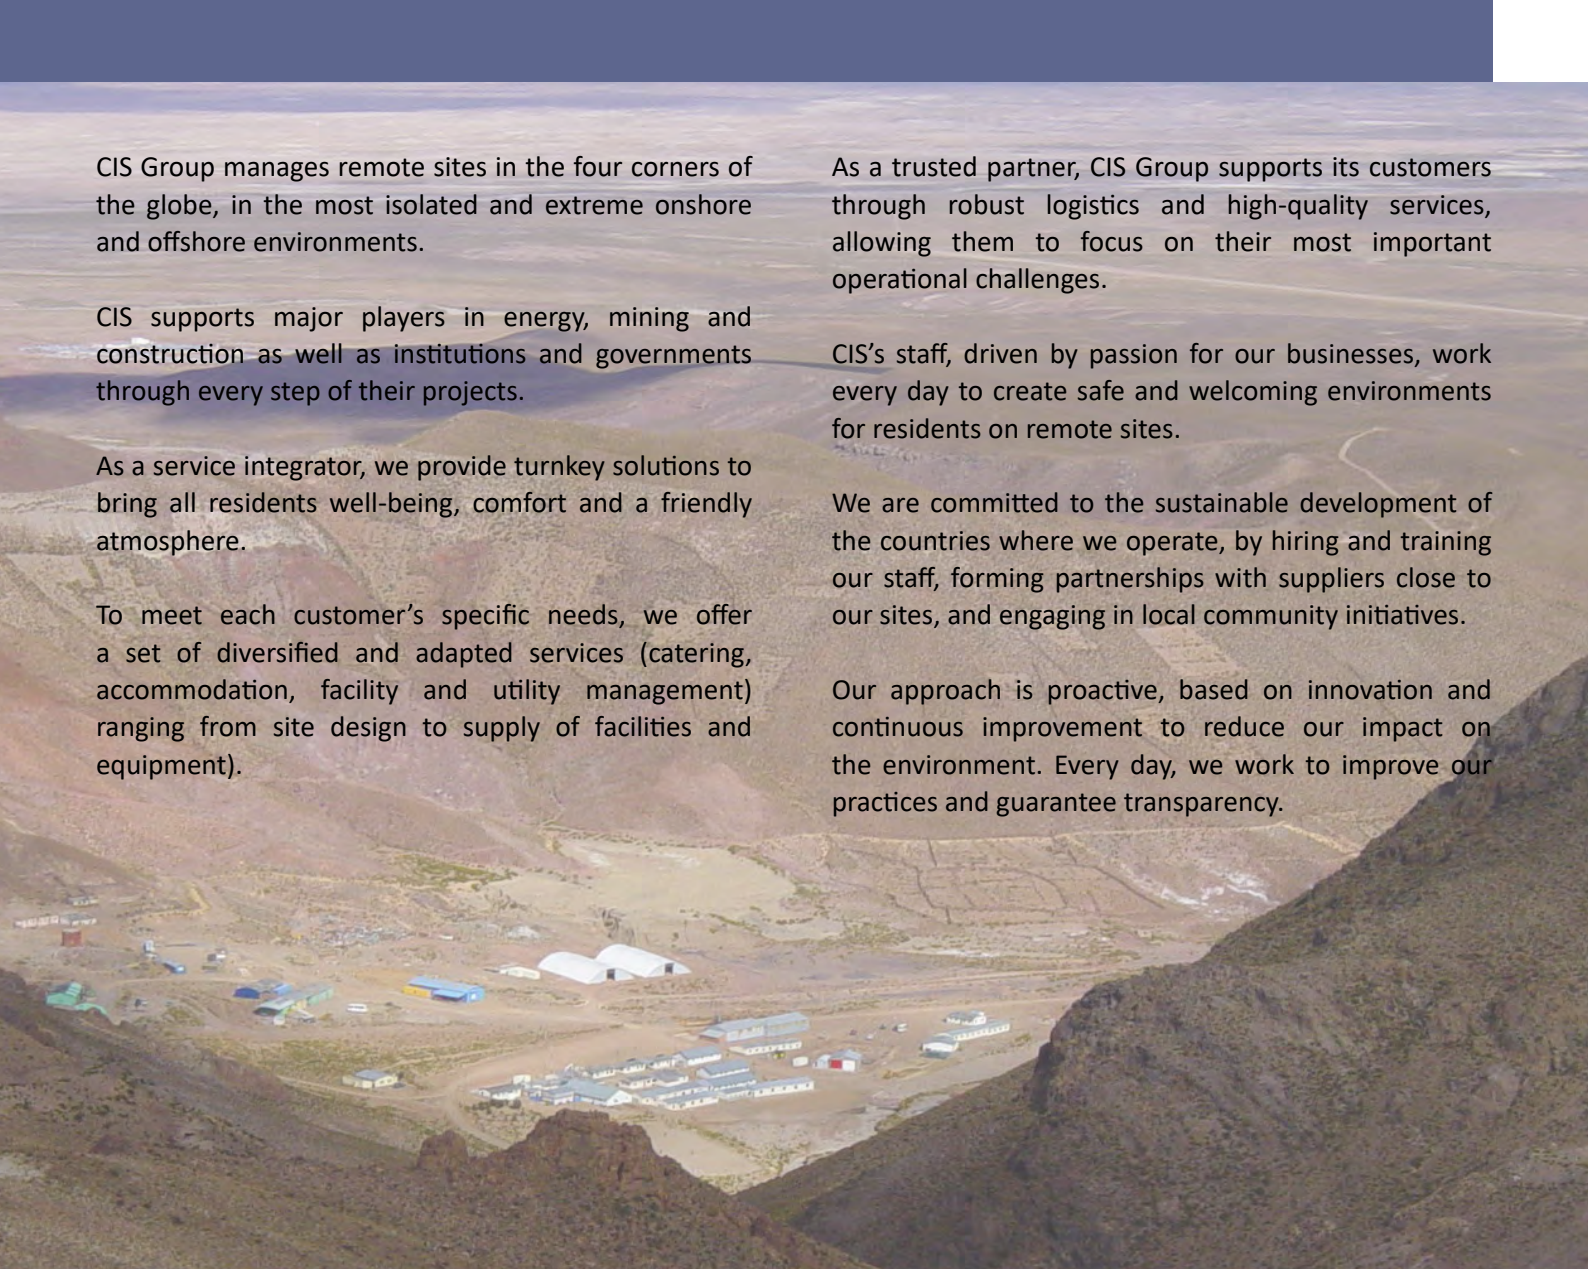 CIS Group manages remote sites in the four corners of
the globe, in the most isolated and extreme onshore
and offshore environments.
CIS supports major players in energy, mining and
construction as well as institutions and governments
through every step of their projects.
As a service integrator, we provide turnkey solutions to
bring all residents well-being, comfort and a friendly
atmosphere.
To meet each customer’s specific needs, we offer
a set of diversified and adapted services (catering,
accommodation, facility and utility management)
ranging from site design to supply of facilities and
equipment).
As a trusted partner, CIS Group supports its customers
through robust logistics and high-quality services,
allowing them to focus on their most important
operational challenges.
CIS’s staff, driven by passion for our businesses, work
every day to create safe and welcoming environments
for residents on remote sites.
We are committed to the sustainable development of
the countries where we operate, by hiring and training
our staff, forming partnerships with suppliers close to
our sites, and engaging in local community initiatives.
Our approach is proactive, based on innovation and
continuous improvement to reduce our impact on
the environment. Every day, we work to improve our
practices and guarantee transparency.